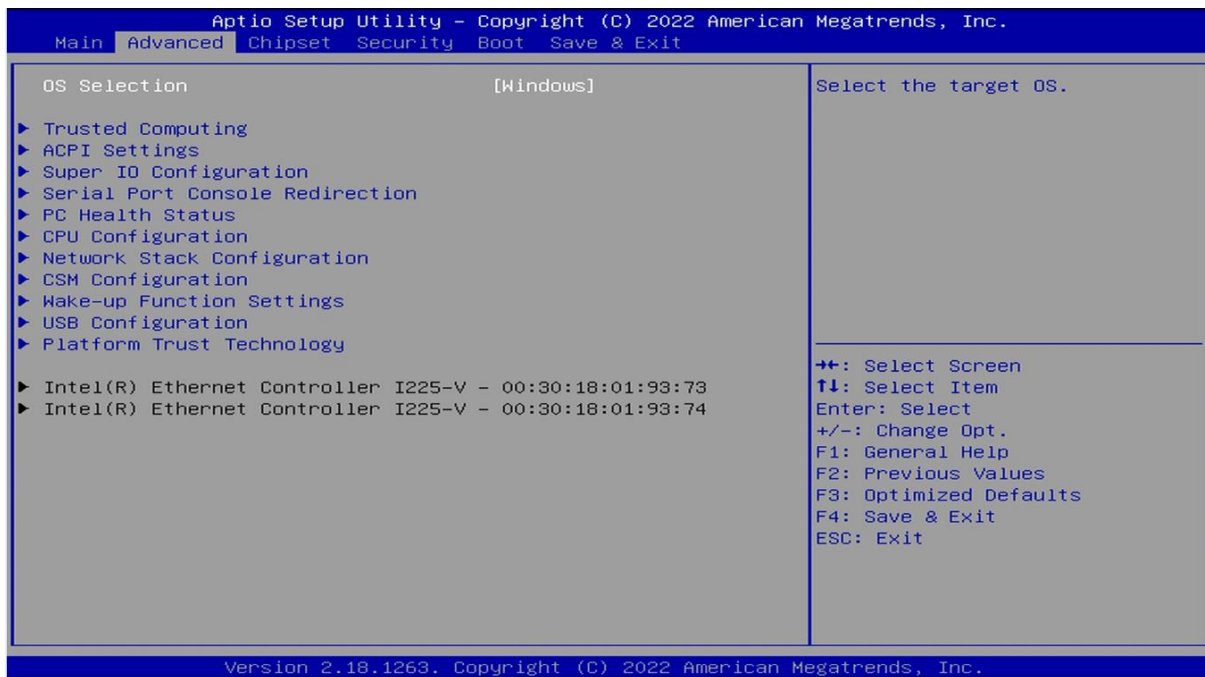 Aptio Setup Utility – Copyright (C) 2022 American Megatrends, Inc.
Main Advanced Chipset Security Boot Save & Exit
OS Selection [Windows]
► Trusted Computing
► ACPI Settings
► Super IO Configuration
► Serial Port Console Redirection
► PC Health Status
► CPU Configuration
► Network Stack Configuration
► CSM Configuration
► Wake-up Function Settings
► USB Configuration
► Platform Trust Technology
► Intel(R) Ethernet Controller I225-V – 00:30:18:01:93:73
► Intel(R) Ethernet Controller I225-V – 00:30:18:01:93:74
Select the target OS.
→←: Select Screen
↑↓: Select Item
Enter: Select
+/-: Change Opt.
F1: General Help
F2: Previous Values
F3: Optimized Defaults
F4: Save & Exit
ESC: Exit
Version 2.18.1263. Copyright (C) 2022 American Megatrends, Inc.